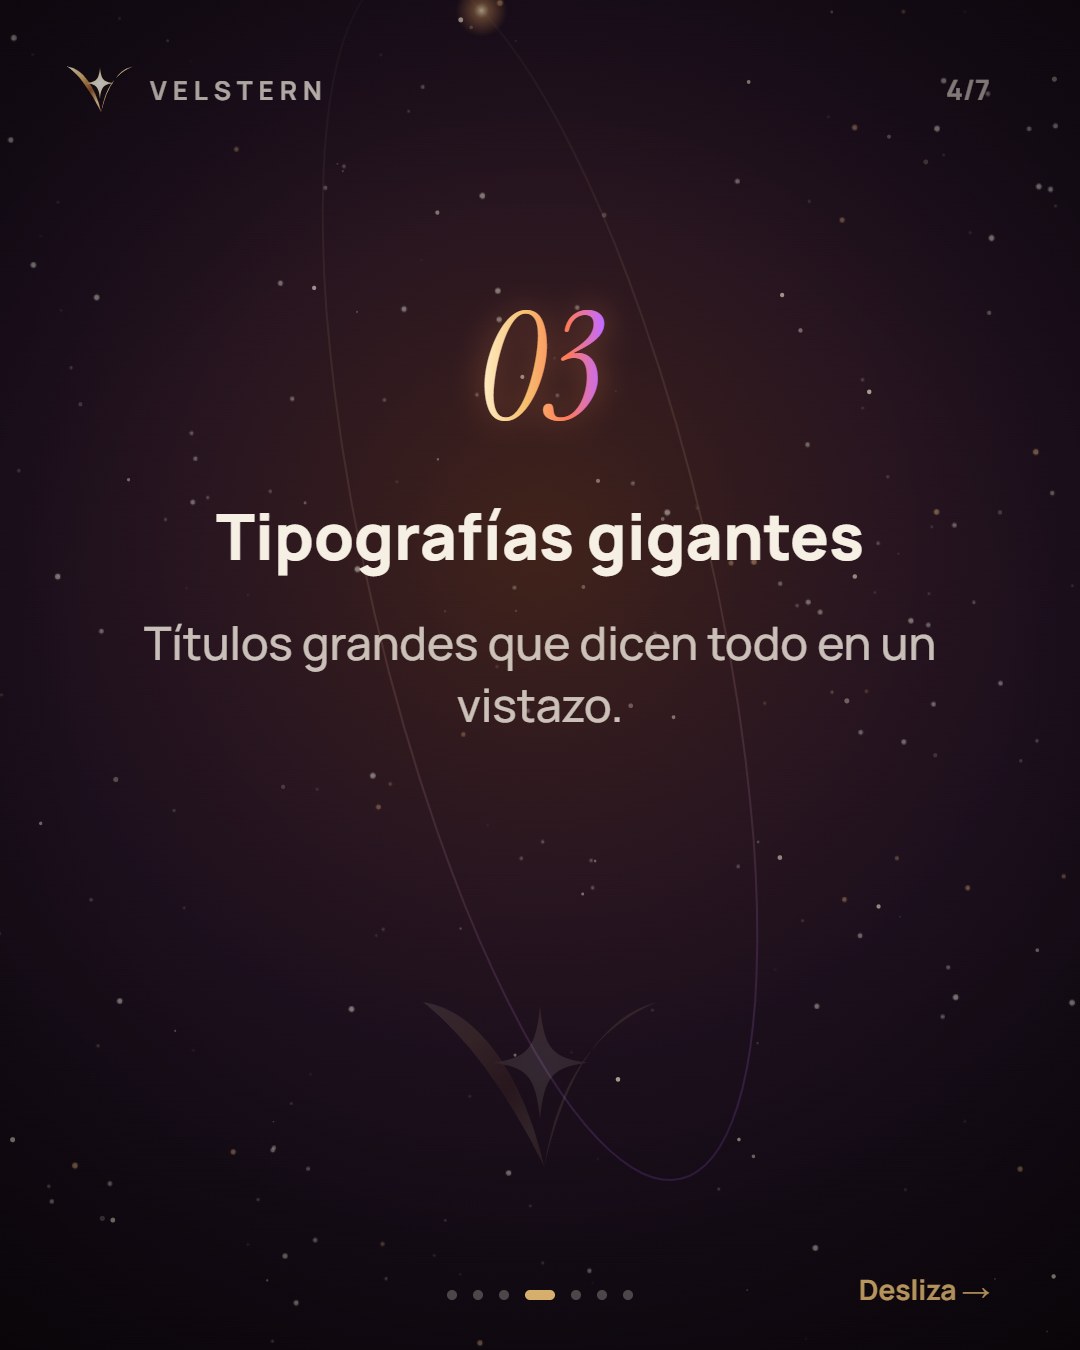 VELSTERN
4/7
03
Tipografías gigantes
Títulos grandes que dicen todo en un
vistazo.
Desliza →